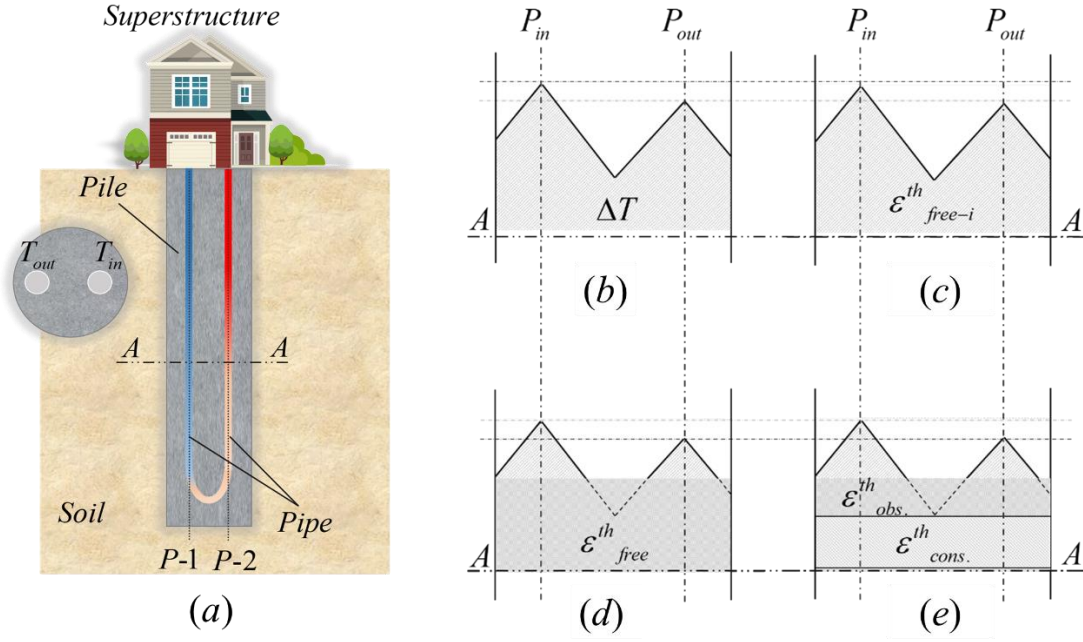 Superstructure
Pile
T_out T_in
A A
Soil
Pipe
P-1 P-2
(a)
P_in P_out
ΔT
A
(b)
P_in P_out
ε^th_free-i
A
(c)
ε^th_free
A
(d)
ε^th_obs.
ε^th_cons.
A
(e)